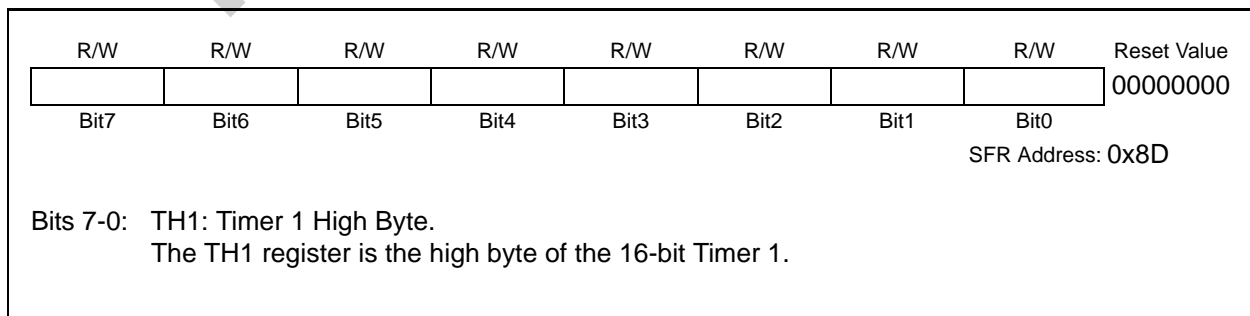 R/W R/W R/W R/W R/W R/W R/W R/W Reset Value
00000000
Bit7 Bit6 Bit5 Bit4 Bit3 Bit2 Bit1 Bit0
SFR Address: 0x8D
Bits 7-0: TH1: Timer 1 High Byte.
The TH1 register is the high byte of the 16-bit Timer 1.